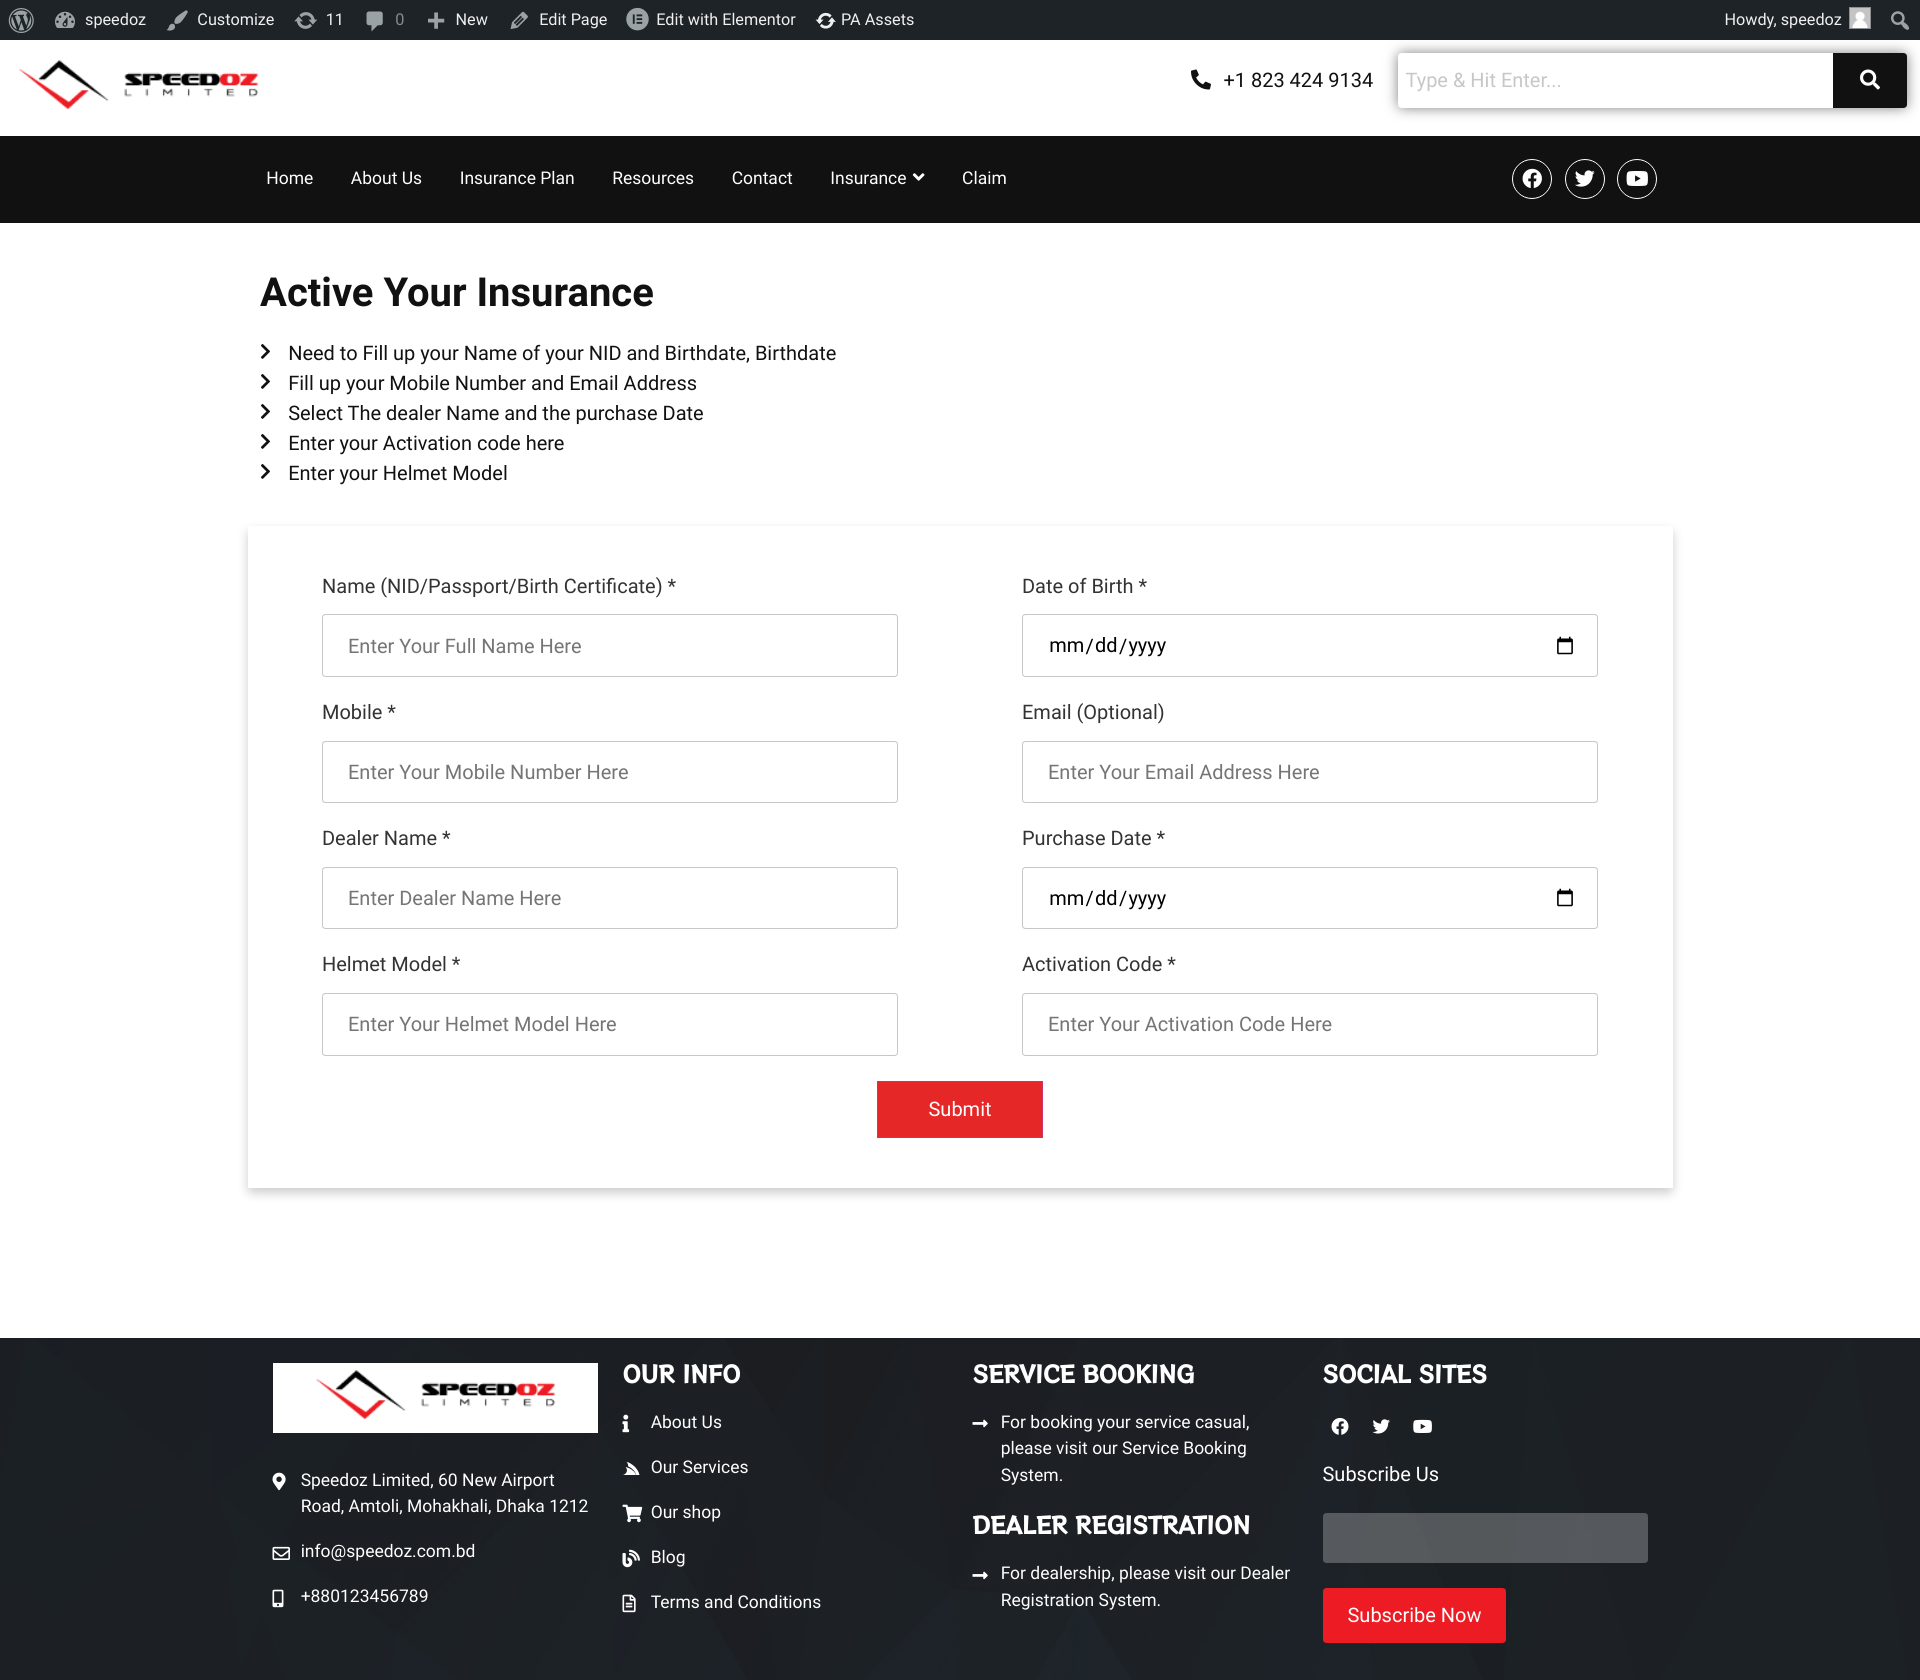 speedoz Customize 11 0 New Edit Page Edit with Elementor PA Assets Howdy, speedoz
SPEEDOZ
LIMITED
+1 823 424 9134
Type & Hit Enter...
Home About Us Insurance Plan Resources Contact Insurance Claim
Active Your Insurance
Need to Fill up your Name of your NID and Birthdate, Birthdate
Fill up your Mobile Number and Email Address
Select The dealer Name and the purchase Date
Enter your Activation code here
Enter your Helmet Model
Name (NID/Passport/Birth Certificate) *
Enter Your Full Name Here
Date of Birth *
mm/dd/yyyy
Mobile *
Enter Your Mobile Number Here
Email (Optional)
Enter Your Email Address Here
Dealer Name *
Enter Dealer Name Here
Purchase Date *
mm/dd/yyyy
Helmet Model *
Enter Your Helmet Model Here
Activation Code *
Enter Your Activation Code Here
Submit
SPEEDOZ
LIMITED
Speedoz Limited, 60 New Airport
Road, Amtoli, Mohakhali, Dhaka 1212
info@speedoz.com.bd
+880123456789
OUR INFO
About Us
Our Services
Our shop
Blog
Terms and Conditions
SERVICE BOOKING
For booking your service casual,
please visit our Service Booking
System.
DEALER REGISTRATION
For dealership, please visit our Dealer
Registration System.
SOCIAL SITES
Subscribe Us
Subscribe Now